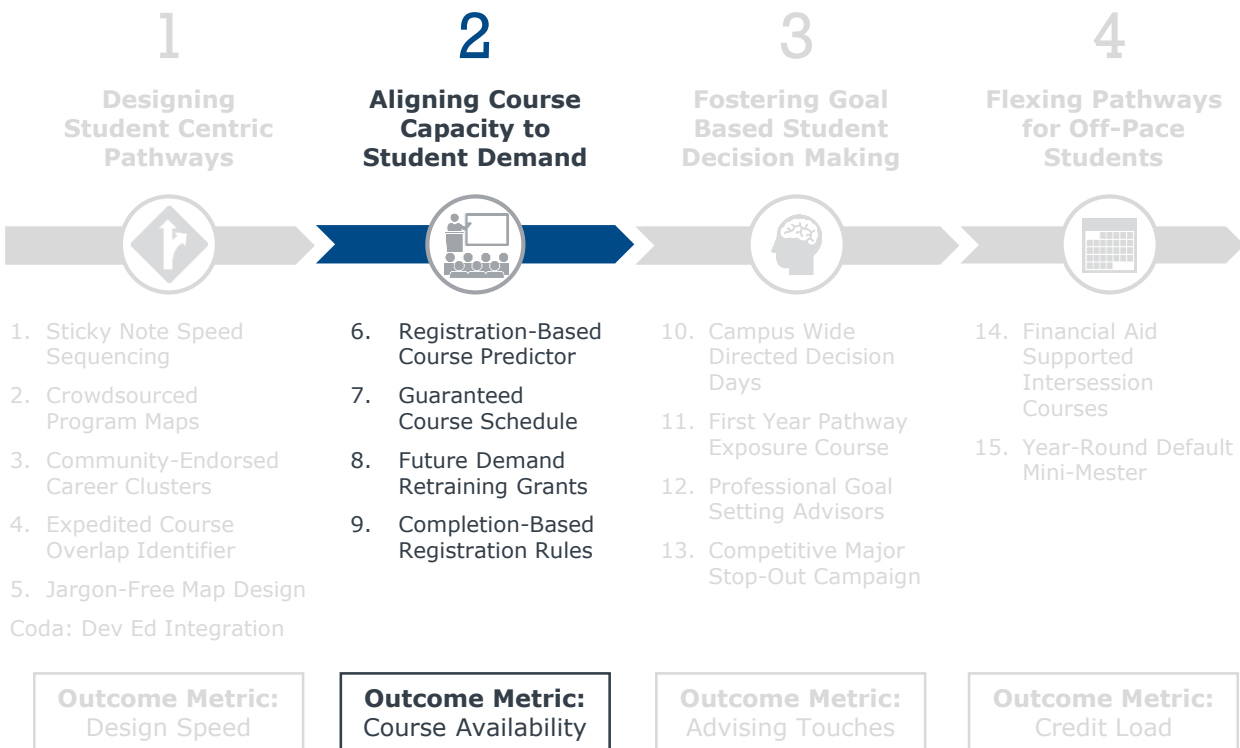 1
Designing
Student Centric
Pathways
1. Sticky Note Speed
Sequencing
2. Crowdsourced
Program Maps
3. Community-Endorsed
Career Clusters
4. Expedited Course
Overlap Identifier
5. Jargon-Free Map Design
Coda: Dev Ed Integration
Outcome Metric:
Design Speed
2
Aligning Course
Capacity to
Student Demand
6. Registration-Based
Course Predictor
7. Guaranteed
Course Schedule
8. Future Demand
Retraining Grants
9. Completion-Based
Registration Rules
Outcome Metric:
Course Availability
3
Fostering Goal
Based Student
Decision Making
10. Campus Wide
Directed Decision
Days
11. First Year Pathway
Exposure Course
12. Professional Goal
Setting Advisors
13. Competitive Major
Stop-Out Campaign
Outcome Metric:
Advising Touches
4
Flexing Pathways
for Off-Pace
Students
14. Financial Aid
Supported
Intersession
Courses
15. Year-Round Default
Mini-Mester
Outcome Metric:
Credit Load